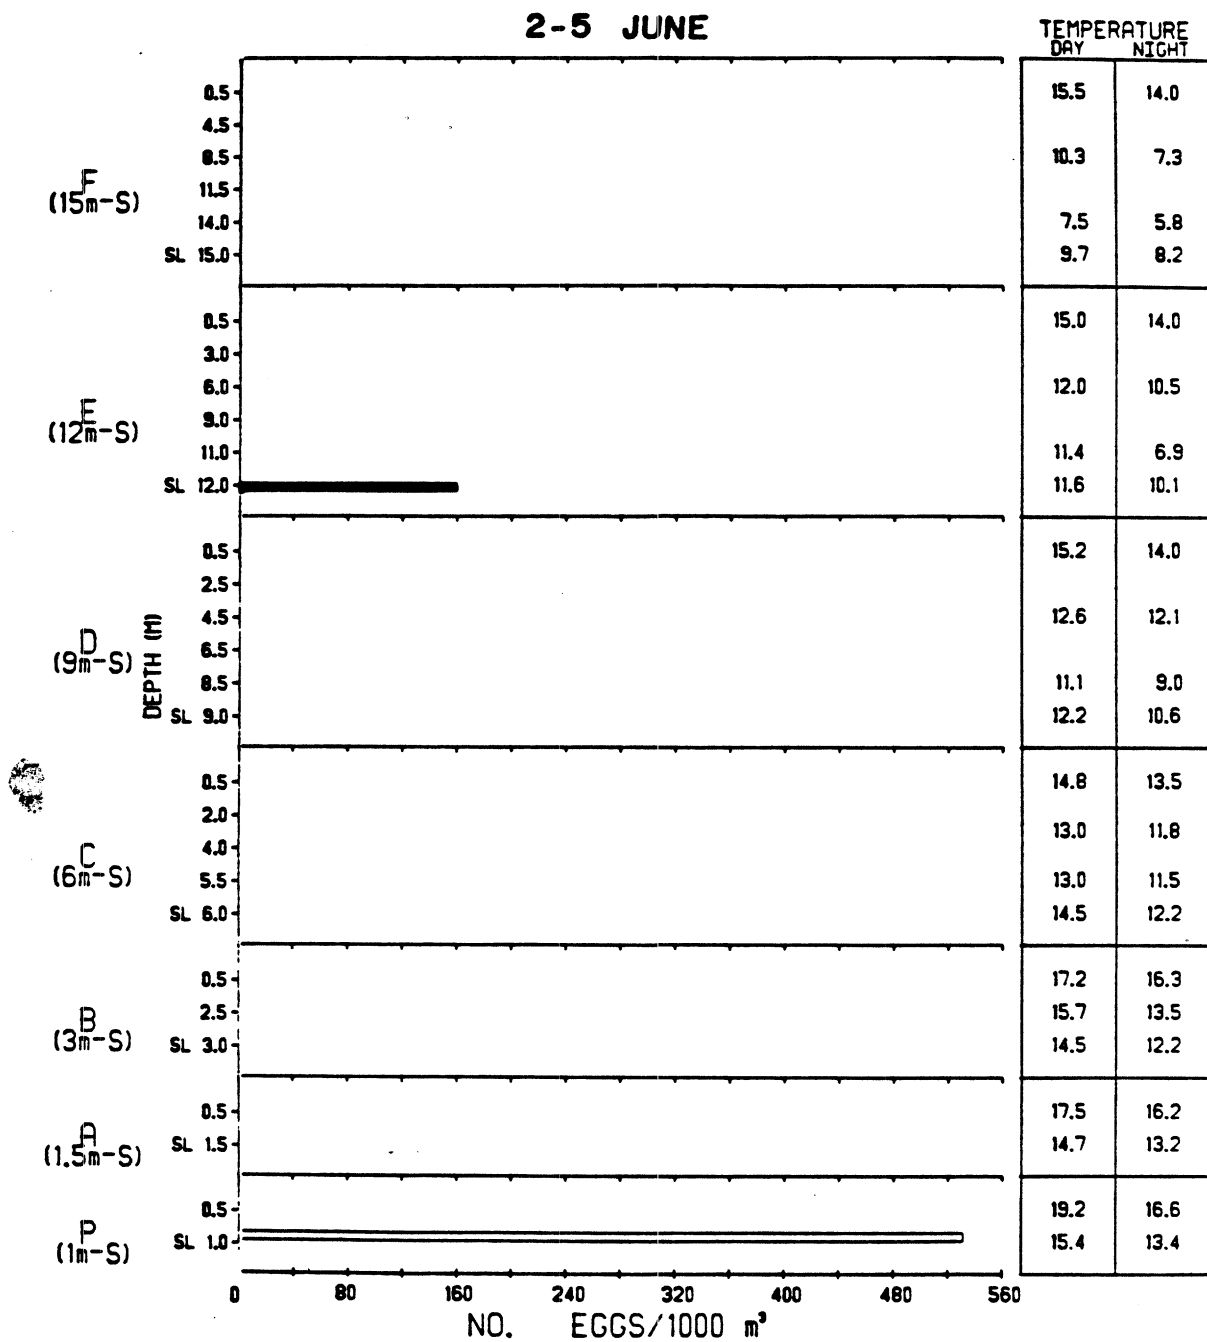 2-5 JUNE
TEMPERATURE
DAY NIGHT
F
(15m-S)
0.5 15.5 14.0
4.5
8.5 10.3 7.3
11.5
14.0 7.5 5.8
SL 15.0 9.7 8.2
E
(12m-S)
0.5 15.0 14.0
3.0
6.0 12.0 10.5
9.0
11.0 11.4 6.9
SL 12.0 11.6 10.1
DEPTH (M)
D
(9m-S)
0.5 15.2 14.0
2.5
4.5 12.6 12.1
6.5
8.5 11.1 9.0
SL 9.0 12.2 10.6
C
(6m-S)
0.5 14.8 13.5
2.0
13.0 11.8
4.0
5.5 13.0 11.5
SL 6.0 14.5 12.2
B
(3m-S)
0.5 17.2 16.3
2.5 15.7 13.5
SL 3.0 14.5 12.2
A
(1.5m-S)
0.5 17.5 16.2
SL 1.5 14.7 13.2
P
(1m-S)
0.5 19.2 16.6
SL 1.0 15.4 13.4
0 80 160 240 320 400 480 560
NO. EGGS/1000 m³